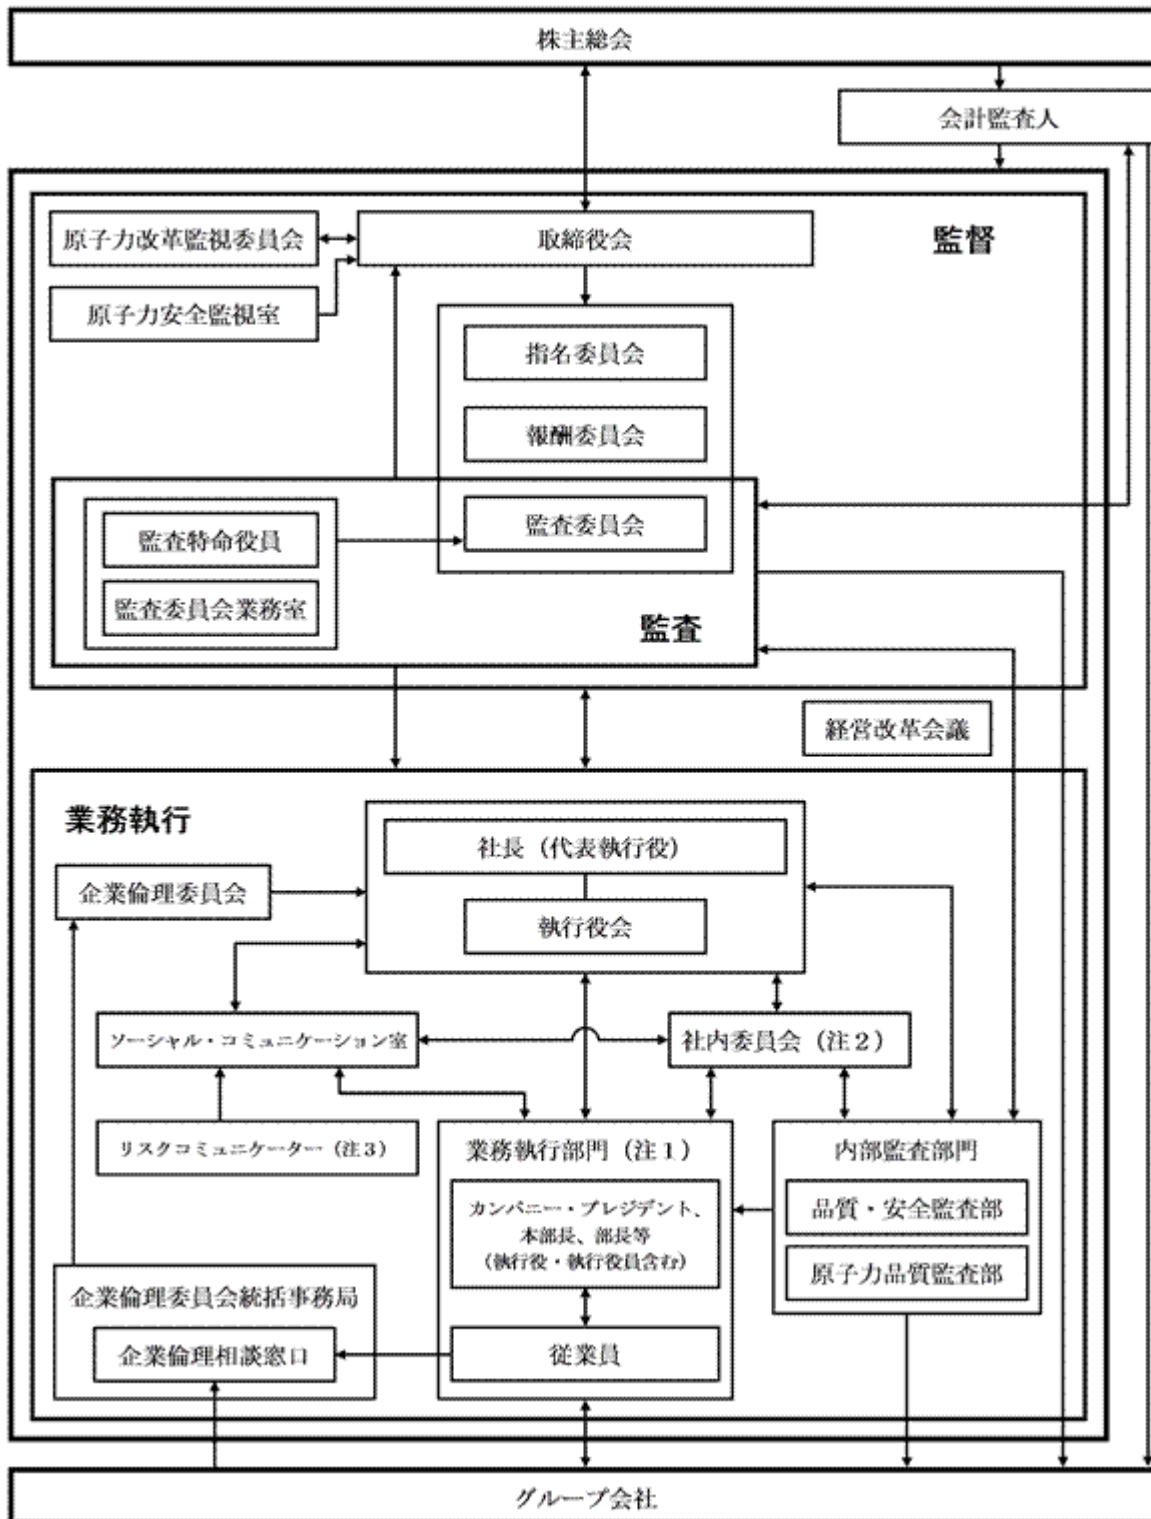 株主総会
会計監査人
原子力改革監視委員会
取締役会
監督
原子力安全監視室
指名委員会
報酬委員会
監査委員会
監査特命役員
監査委員会業務室
監査
経営改革会議
業務執行
社長（代表執行役）
企業倫理委員会
執行役会
ソーシャル・コミュニケーション室
社内委員会（注２）
リスクコミュニケーター（注３）
業務執行部門（注１）
内部監査部門
カンパニー・プレジデント、
本部長、部長等
（執行役・執行役員含む）
品質・安全監査部
原子力品質監査部
企業倫理委員会統括事務局
企業倫理相談窓口
従業員
グループ会社